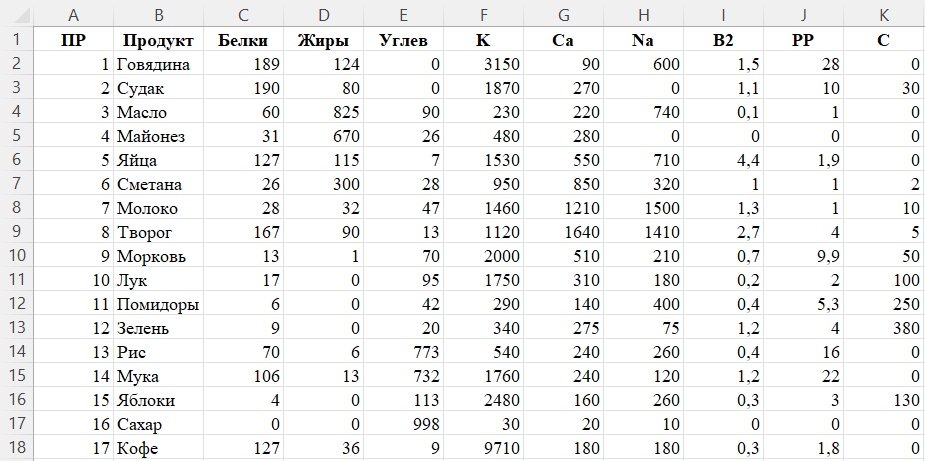 A B C D E F G H I J K
1 ПР Продукт Белки Жиры Углев K Ca Na B2 PP C
2 1 Говядина 189 124 0 3150 90 600 1,5 28 0
3 2 Судак 190 80 0 1870 270 0 1,1 10 30
4 3 Масло 60 825 90 230 220 740 0,1 1 0
5 4 Майонез 31 670 26 480 280 0 0 0 0
6 5 Яйца 127 115 7 1530 550 710 4,4 1,9 0
7 6 Сметана 26 300 28 950 850 320 1 1 2
8 7 Молоко 28 32 47 1460 1210 1500 1,3 1 10
9 8 Творог 167 90 13 1120 1640 1410 2,7 4 5
10 9 Морковь 13 1 70 2000 510 210 0,7 9,9 50
11 10 Лук 17 0 95 1750 310 180 0,2 2 100
12 11 Помидоры 6 0 42 290 140 400 0,4 5,3 250
13 12 Зелень 9 0 20 340 275 75 1,2 4 380
14 13 Рис 70 6 773 540 240 260 0,4 16 0
15 14 Мука 106 13 732 1760 240 120 1,2 22 0
16 15 Яблоки 4 0 113 2480 160 260 0,3 3 130
17 16 Сахар 0 0 998 30 20 10 0 0 0
18 17 Кофе 127 36 9 9710 180 180 0,3 1,8 0